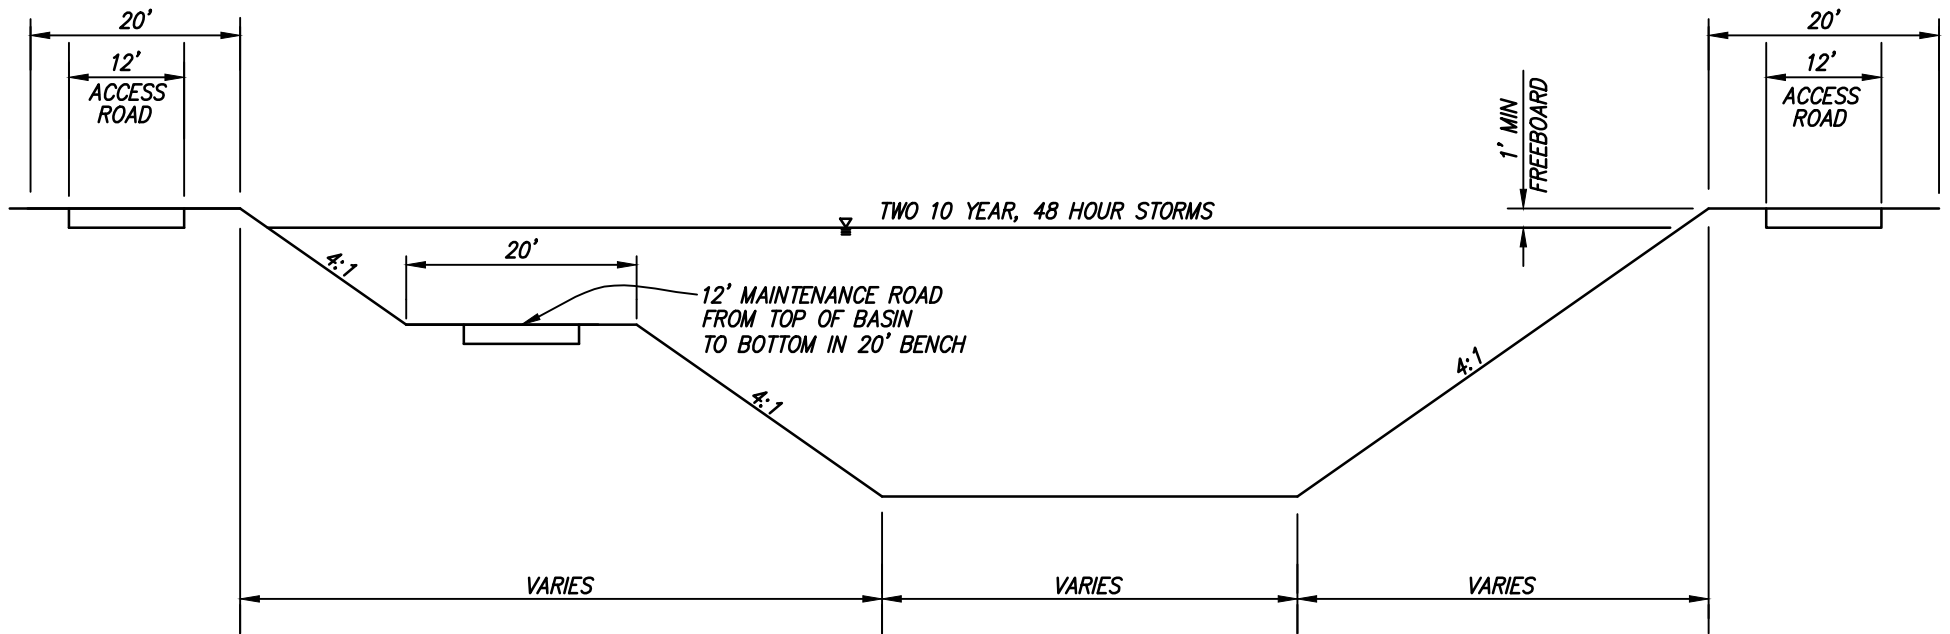 20'
12'
ACCESS
ROAD
20'
12'
ACCESS
ROAD
1' MIN
FREEBOARD
TWO 10 YEAR, 48 HOUR STORMS
4:1
20'
12' MAINTENANCE ROAD
FROM TOP OF BASIN
TO BOTTOM IN 20' BENCH
4:1
4:1
VARIES
VARIES
VARIES